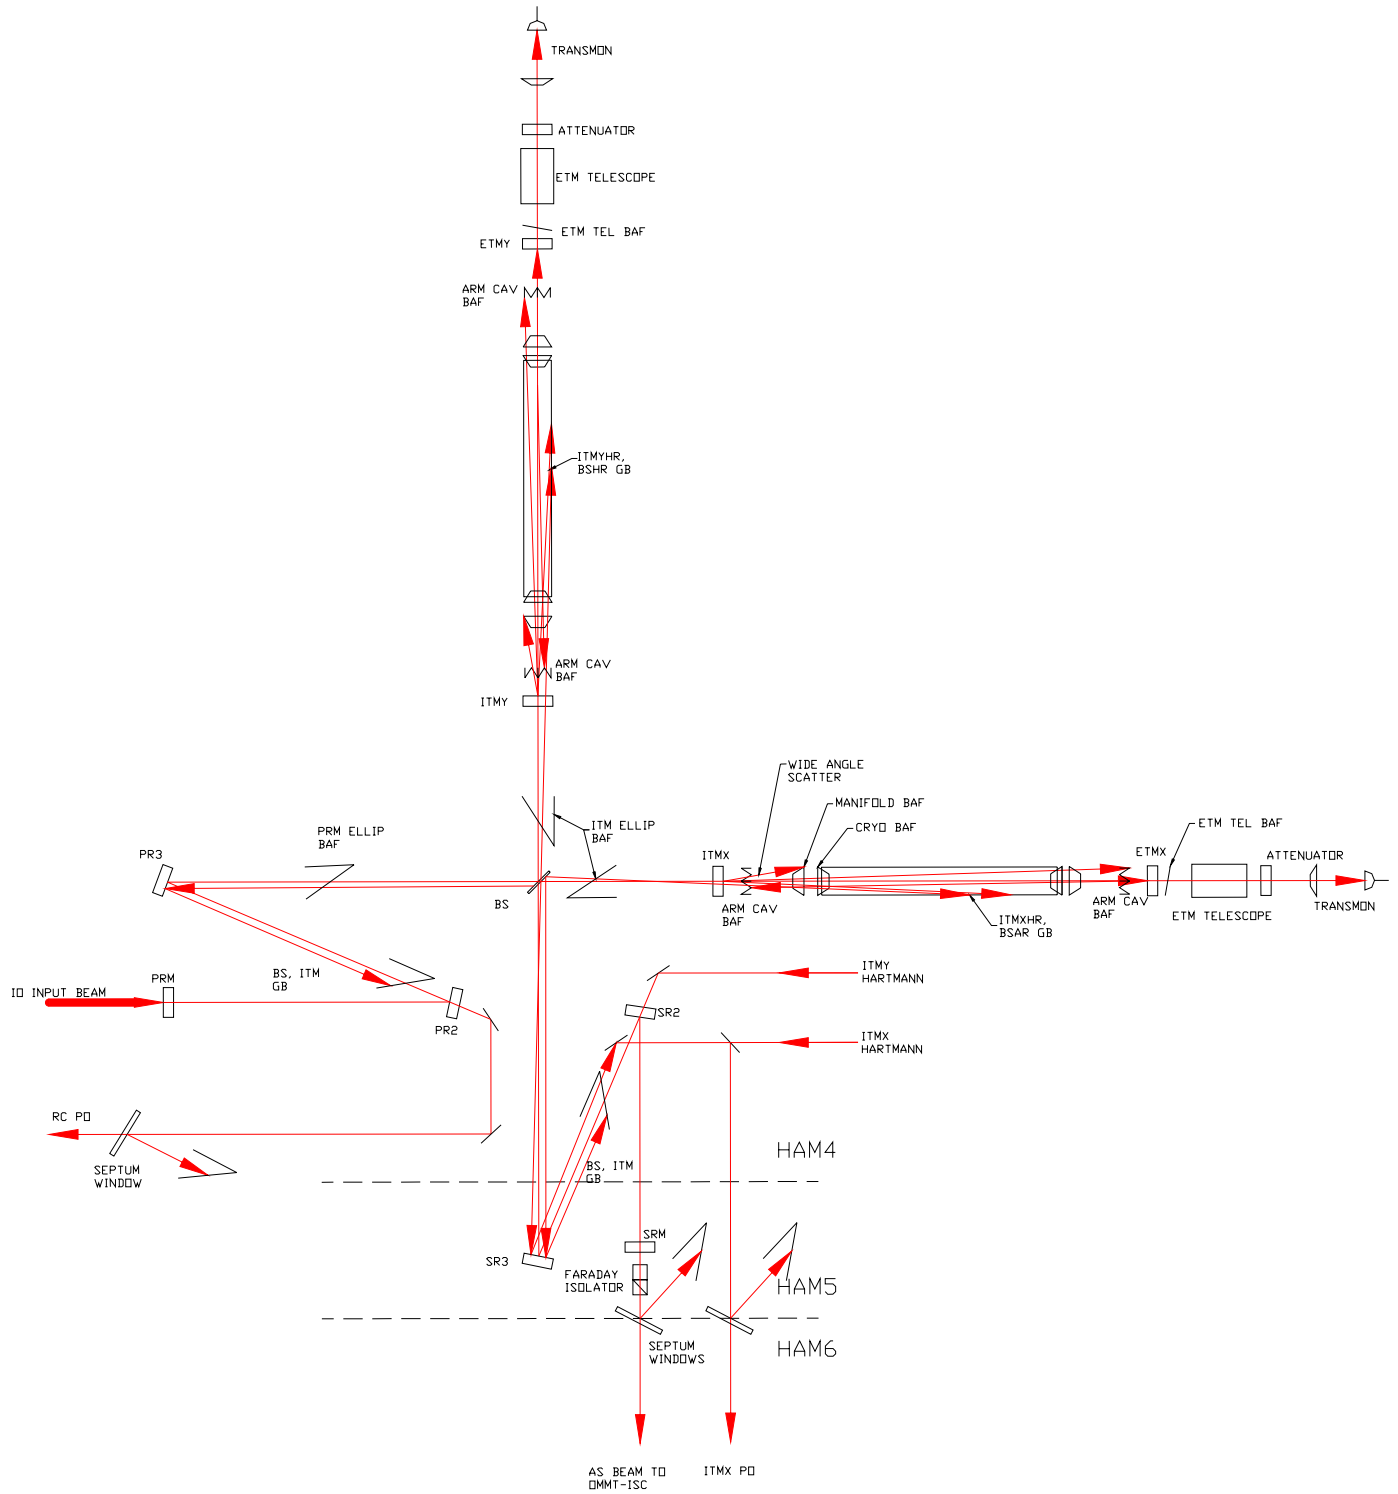 TRANSMON
ATTENUATOR
ETM TELESCOPE
ETM TEL BAF
ETMY
ARM CAV
BAF
ITMYHR,
BSHR GB
ARM CAV
BAF
ITMY
WIDE ANGLE
SCATTER
MANIFOLD BAF
CRYO BAF
ETM TEL BAF
ITM ELLIP
BAF
PRM ELLIP
BAF
PR3
ITMX
ETMX
ATTENUATOR
BS
ARM CAV
BAF
ITMXHR,
BSAR GB
ARM CAV
BAF
ETM TELESCOPE
TRANSMON
BS, ITM
GB
PRM
IO INPUT BEAM
PR2
ITMY
HARTMANN
SR2
ITMX
HARTMANN
RC PO
SEPTUM
WINDOW
HAM4
BS, ITM
GB
SRM
SR3
FARADAY
ISOLATOR
HAM5
SEPTUM
WINDOWS
HAM6
AS BEAM TO
OMMT-ISC
ITMX PO